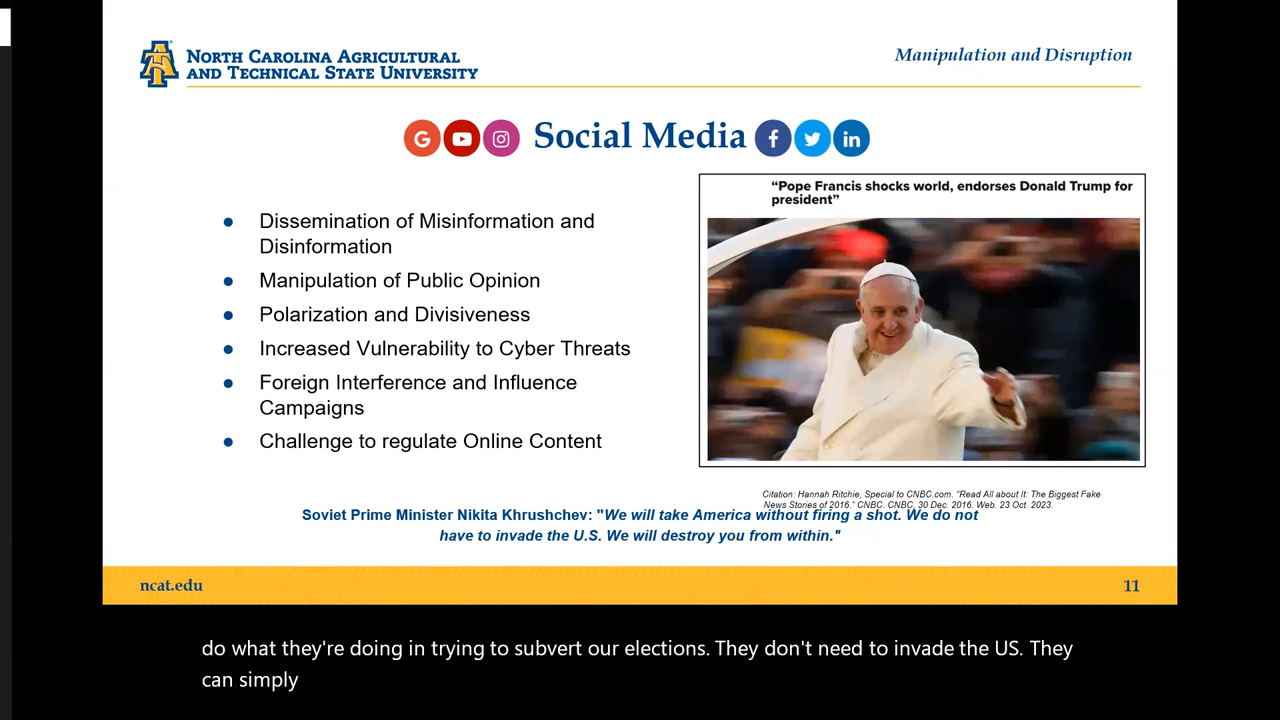 NORTH CAROLINA AGRICULTURAL
AND TECHNICAL STATE UNIVERSITY
Manipulation and Disruption
Social Media
● Dissemination of Misinformation and
Disinformation
● Manipulation of Public Opinion
● Polarization and Divisiveness
● Increased Vulnerability to Cyber Threats
● Foreign Interference and Influence
Campaigns
● Challenge to regulate Online Content
“Pope Francis shocks world, endorses Donald Trump for
president”
Citation: Hannah Ritchie, Special to CNBC.com. "Read All about It: The Biggest Fake
News Stories of 2016." CNBC. CNBC, 30 Dec. 2016. Web. 23 Oct. 2023.
Soviet Prime Minister Nikita Khrushchev: "We will take America without firing a shot. We do not
have to invade the U.S. We will destroy you from within."
ncat.edu
11
do what they're doing in trying to subvert our elections. They don't need to invade the US. They
can simply